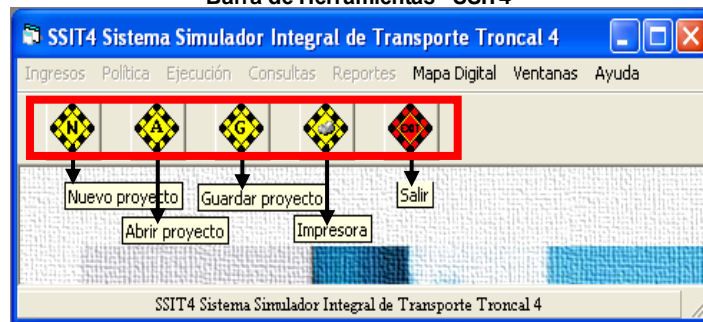 Barra de Herramientas SSIT4
SSIT4 Sistema Simulador Integral de Transporte Troncal 4
Ingresos Política Ejecución Consultas Reportes Mapa Digital Ventanas Ayuda
N A G EXIT
Nuevo proyecto Guardar proyecto Salir
Abrir proyecto Impresora
SSIT4 Sistema Simulador Integral de Transporte Troncal 4